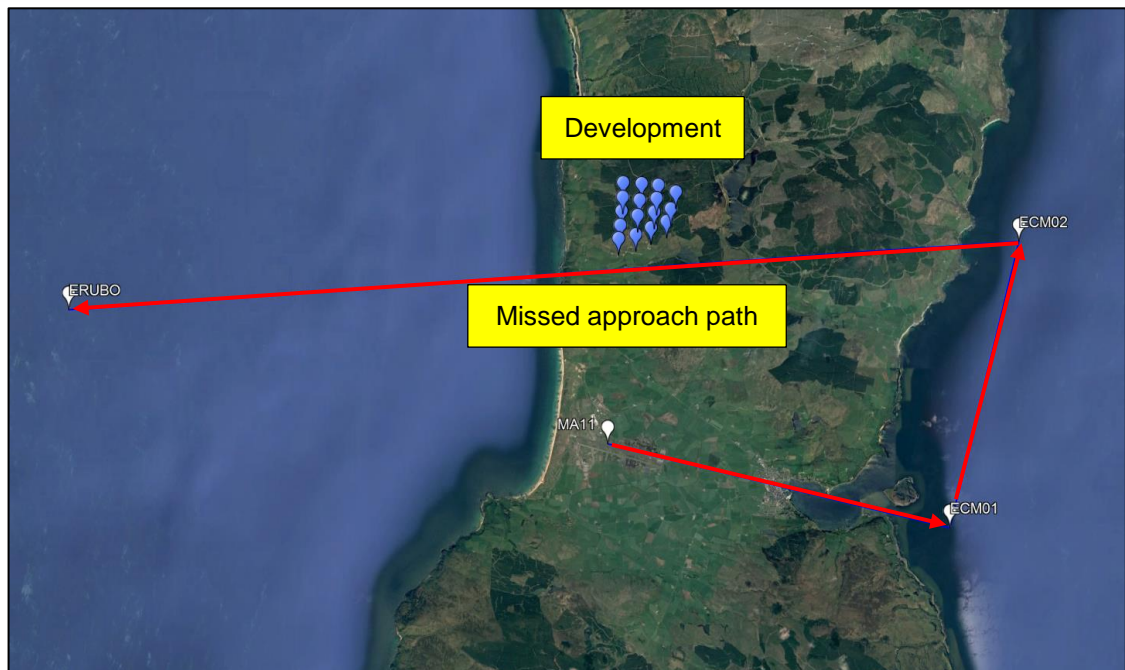 Development
ECM02
ERUBO
Missed approach path
MA11
ECM01